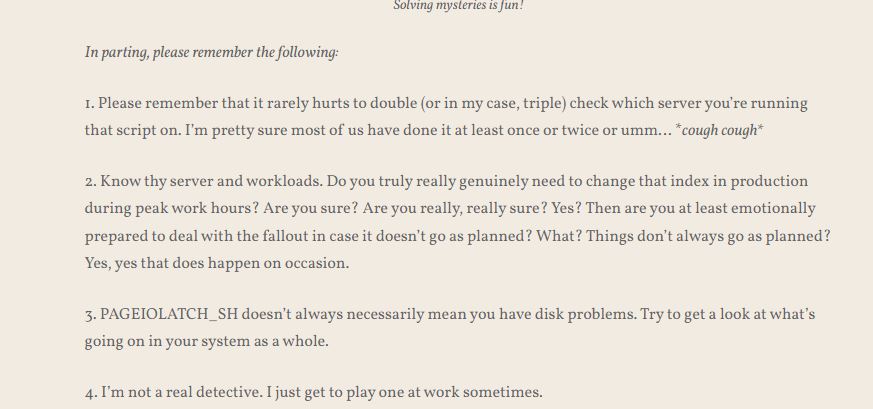 Solving mysteries is fun!
In parting, please remember the following:
1. Please remember that it rarely hurts to double (or in my case, triple) check which server you’re running
that script on. I’m pretty sure most of us have done it at least once or twice or umm… *cough cough*
2. Know thy server and workloads. Do you truly really genuinely need to change that index in production
during peak work hours? Are you sure? Are you really, really sure? Yes? Then are you at least emotionally
prepared to deal with the fallout in case it doesn’t go as planned? What? Things don’t always go as planned?
Yes, yes that does happen on occasion.
3. PAGEIOLATCH_SH doesn’t always necessarily mean you have disk problems. Try to get a look at what’s
going on in your system as a whole.
4. I’m not a real detective. I just get to play one at work sometimes.